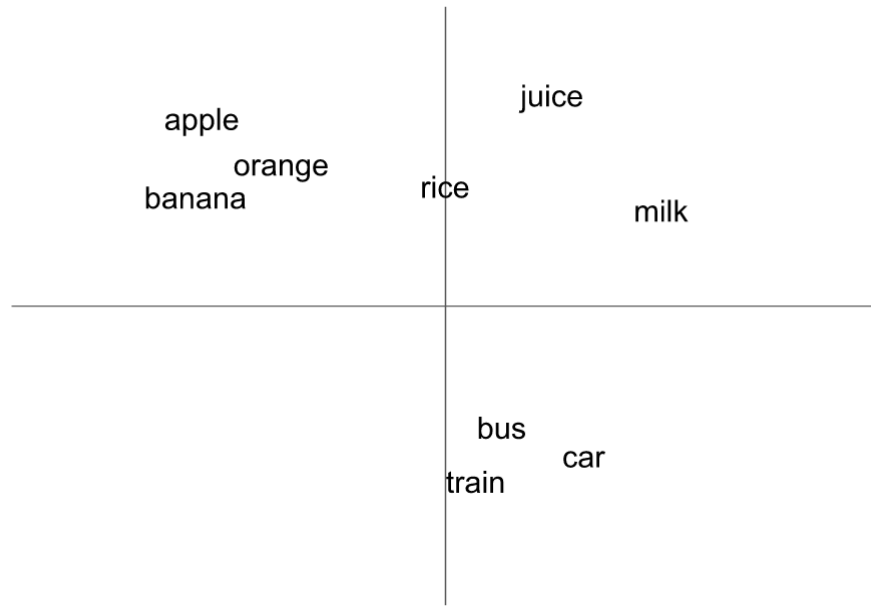 juice
apple
orange
rice
banana
milk
bus
car
train